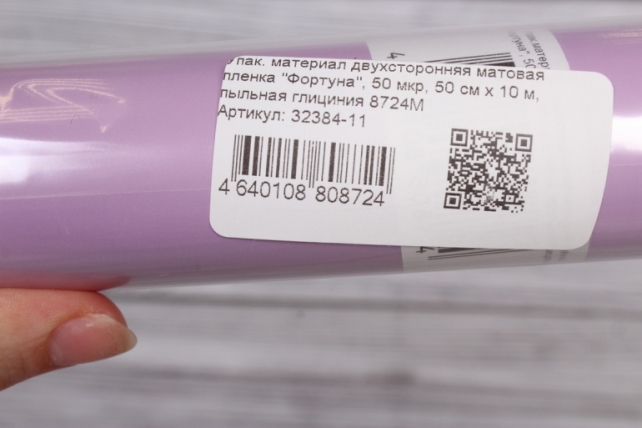 Упак. материал двухсторонняя матовая
пленка "Фортуна", 50 мкр, 50 см х 10 м,
пыльная глициния 8724М
Артикул: 32384-11
4 640108 808724